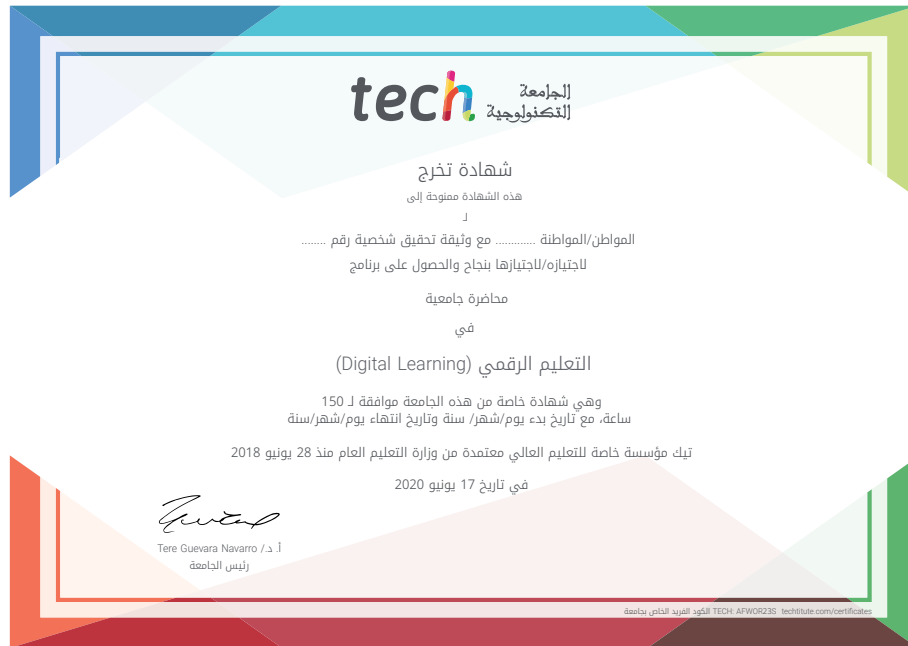 tech الجامعة
التكنولوجية
شهادة تخرج
هذه الشهادة ممنوحة إلى
لـ
المواطن/المواطنة ............ مع وثيقة تحقيق شخصية رقم ........
لاجتيازه/لاجتيازها بنجاح والحصول على برنامج
محاضرة جامعية
في
التعليم الرقمي (Digital Learning)
وهي شهادة خاصة من هذه الجامعة موافقة لـ 150
ساعة، مع تاريخ بدء يوم/شهر/ سنة وتاريخ انتهاء يوم/شهر/سنة
تيك مؤسسة خاصة للتعليم العالي معتمدة من وزارة التعليم العام منذ 28 يونيو 2018
في تاريخ 17 يونيو 2020
أ. د./ Tere Guevara Navarro
رئيس الجامعة
الكود الفريد الخاص بجامعة TECH: AFWOR23S techtitute.com/certificates